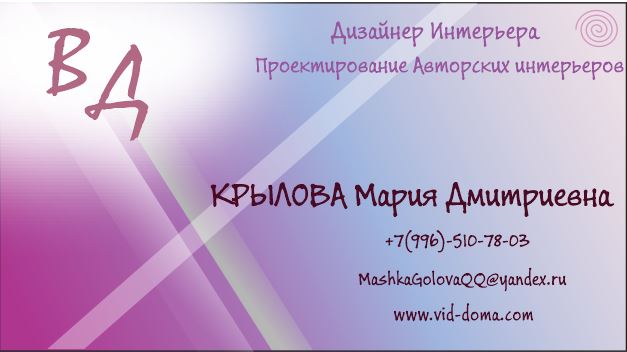 ВД
Дизайнер Интерьера
Проектирование Авторских интерьеров
КРЫЛОВА Мария Дмитриевна
+7(996)-510-78-03
MashkaGolovaQQ@yandex.ru
www.vid-doma.com